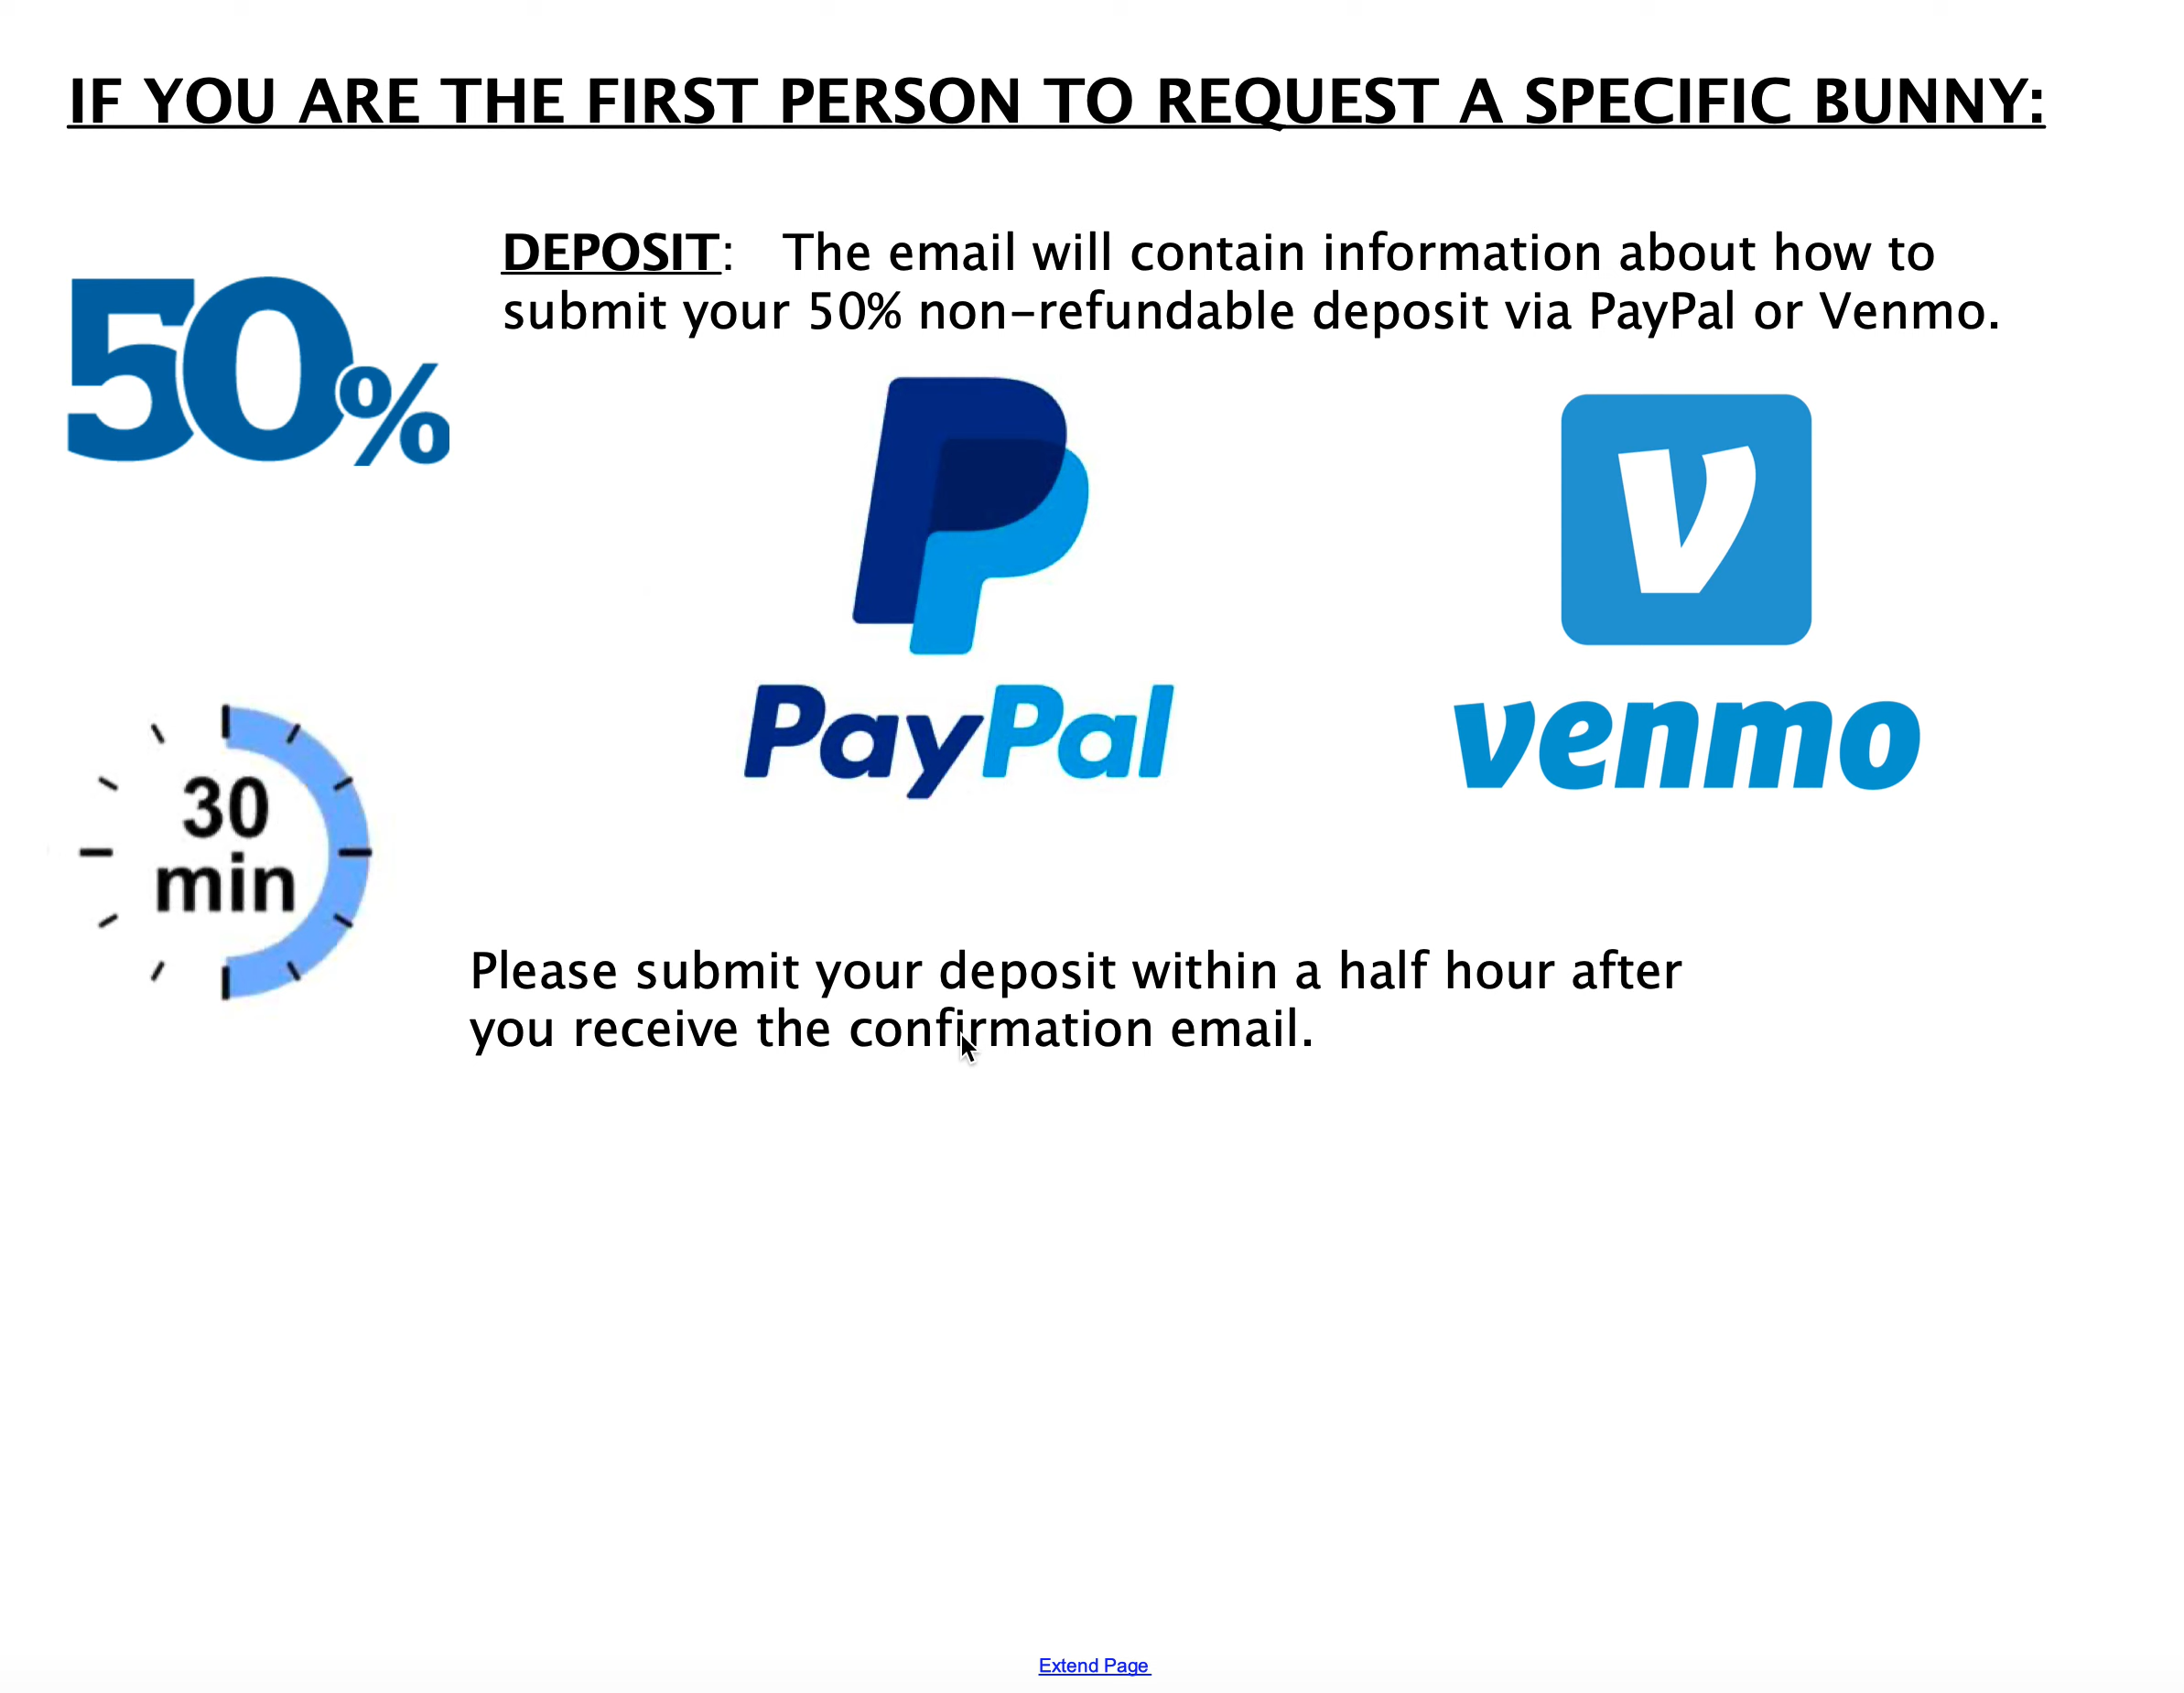 IF YOU ARE THE FIRST PERSON TO REQUEST A SPECIFIC BUNNY:
DEPOSIT:   The email will contain information about how to
submit your 50% non-refundable deposit via PayPal or Venmo.
50%
PayPal
venmo
30
min
Please submit your deposit within a half hour after
you receive the confirmation email.
Extend Page